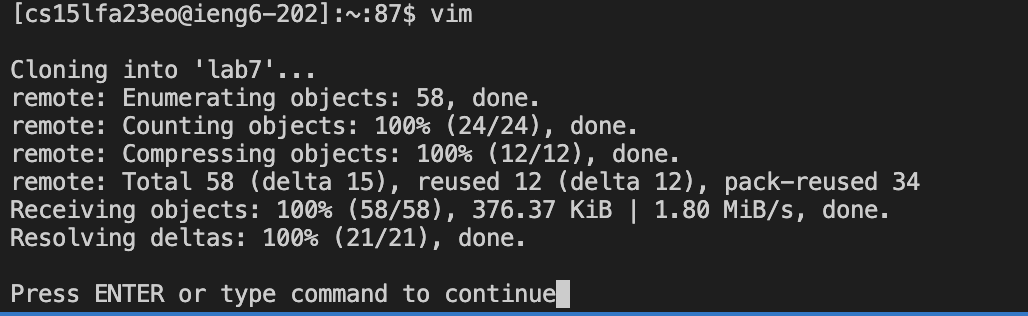 [cs15lfa23eo@ieng6-202]:~:87$ vim
Cloning into 'lab7'...
remote: Enumerating objects: 58, done.
remote: Counting objects: 100% (24/24), done.
remote: Compressing objects: 100% (12/12), done.
remote: Total 58 (delta 15), reused 12 (delta 12), pack-reused 34
Receiving objects: 100% (58/58), 376.37 KiB | 1.80 MiB/s, done.
Resolving deltas: 100% (21/21), done.
Press ENTER or type command to continue